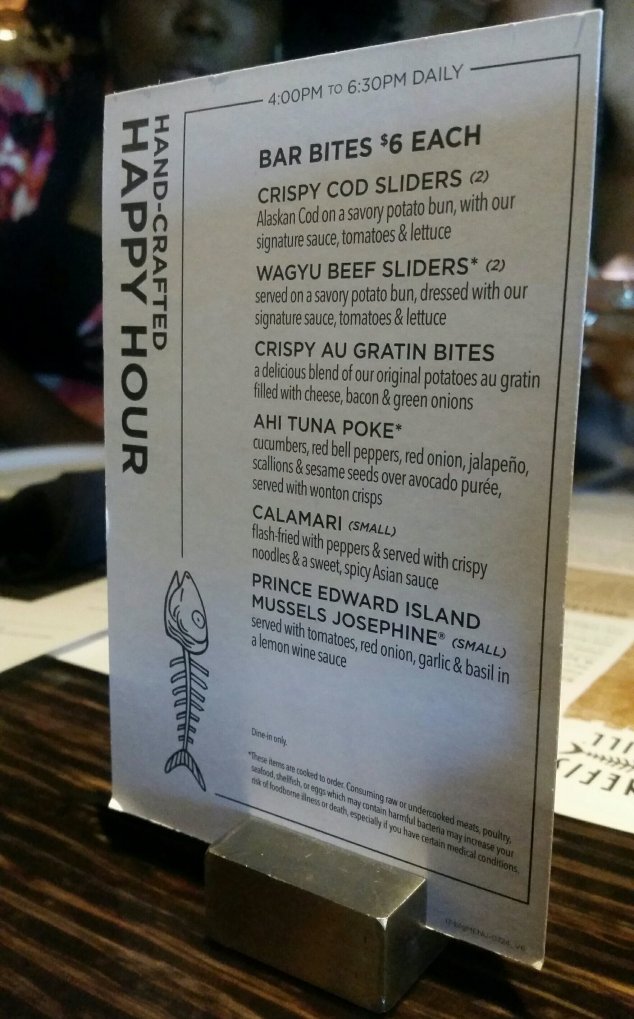 4:00PM TO 6:30PM DAILY
HAND-CRAFTED
HAPPY HOUR
BAR BITES $6 EACH
CRISPY COD SLIDERS (2)
Alaskan Cod on a savory potato bun, with our
signature sauce, tomatoes & lettuce
WAGYU BEEF SLIDERS* (2)
served on a savory potato bun, dressed with our
signature sauce, tomatoes & lettuce
CRISPY AU GRATIN BITES
a delicious blend of our original potatoes au gratin
filled with cheese, bacon & green onions
AHI TUNA POKE*
cucumbers, red bell peppers, red onion, jalapeño,
scallions & sesame seeds over avocado purée,
served with wonton crisps
CALAMARI (SMALL)
flash-fried with peppers & served with crispy
noodles & a sweet, spicy Asian sauce
PRINCE EDWARD ISLAND
MUSSELS JOSEPHINE® (SMALL)
served with tomatoes, red onion, garlic & basil in
a lemon wine sauce
Dine-in only.
*These items are cooked to order. Consuming raw or undercooked meats, poultry,
seafood, shellfish, or eggs which may contain harmful bacteria may increase your
risk of foodborne illness or death, especially if you have certain medical conditions.